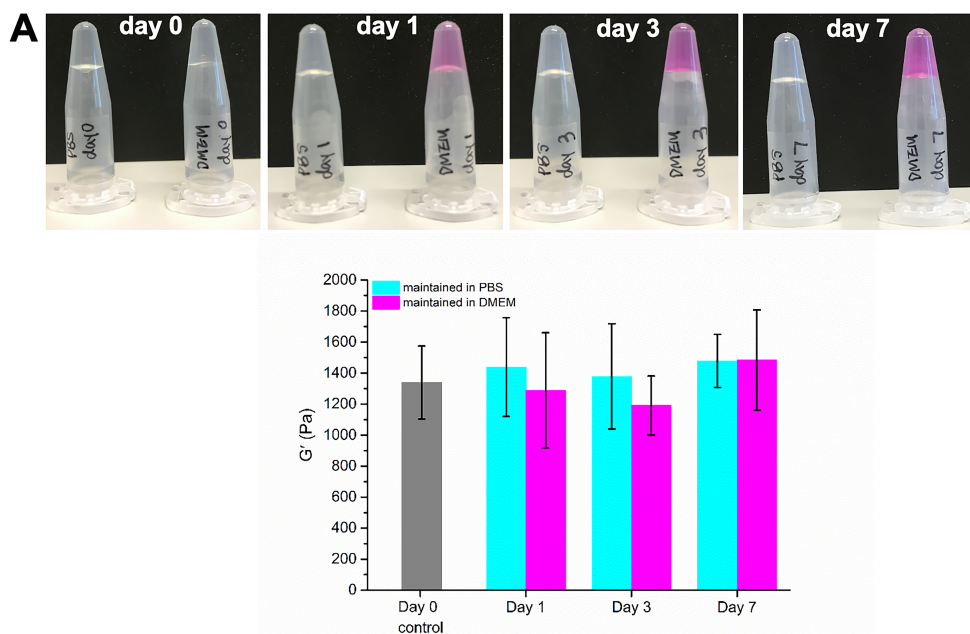 A
day 0
day 1
day 3
day 7
PBS
day 0
DMEM
day 0
PBS
day 1
DMEM
day 1
PBS
day 3
DMEM
day 3
PBS
day 7
DMEM
day 7
maintained in PBS
maintained in DMEM
G′ (Pa)
2000
1800
1600
1400
1200
1000
800
600
400
200
0
Day 0
control
Day 1
Day 3
Day 7